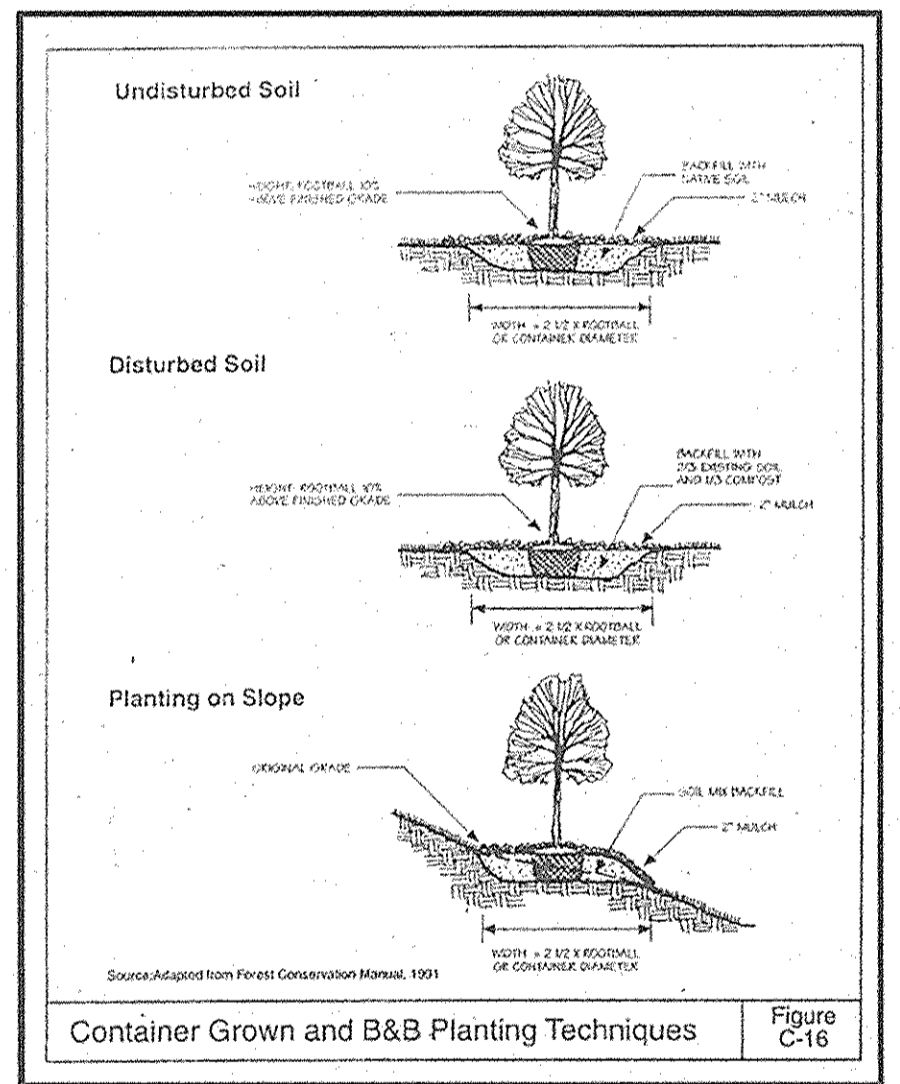 Undisturbed Soil
HEIGHT: ROOTBALL 10%
ABOVE FINISHED GRADE
BACKFILL WITH
NATIVE SOIL
2" MULCH
WIDTH = 2 1/2 X ROOTBALL
OR CONTAINER DIAMETER
Disturbed Soil
HEIGHT: ROOTBALL 10%
ABOVE FINISHED GRADE
BACKFILL WITH
2/3 EXISTING SOIL
AND 1/3 COMPOST
2" MULCH
WIDTH = 2 1/2 X ROOTBALL
OR CONTAINER DIAMETER
Planting on Slope
ORIGINAL GRADE
SOIL MIX BACKFILL
2" MULCH
WIDTH = 2 1/2 X ROOTBALL
OR CONTAINER DIAMETER
Source:Adapted from Forest Conservation Manual, 1991
Container Grown and B&B Planting Techniques
Figure
C-16